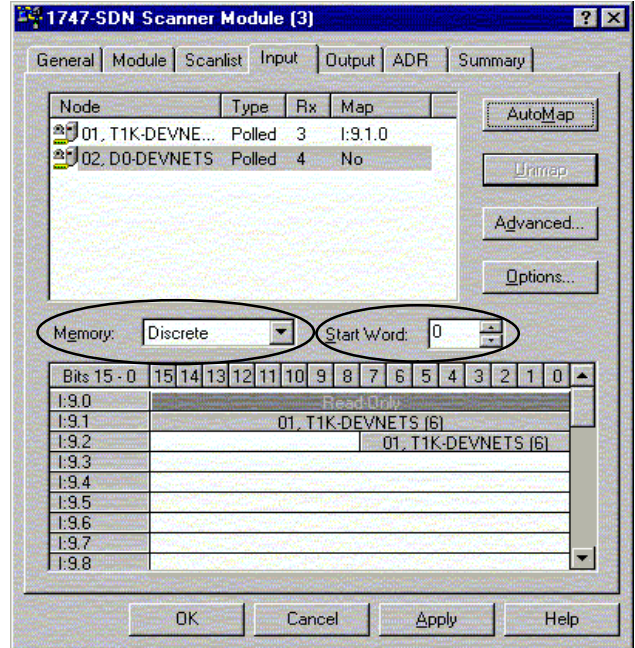 1747-SDN Scanner Module (3)
General Module Scanlist Input Output ADR Summary
Node Type Rx Map
01, T1K-DEVNE... Polled 3 I:9.1.0
02, D0-DEVNETS Polled 4 No
AutoMap
Unmap
Advanced...
Options...
Memory: Discrete Start Word: 0
Bits 15 - 0 15 14 13 12 11 10 9 8 7 6 5 4 3 2 1 0
I:9.0 Read-Only
I:9.1 01, T1K-DEVNETS (6)
I:9.2 01, T1K-DEVNETS (6)
I:9.3
I:9.4
I:9.5
I:9.6
I:9.7
I:9.8
OK Cancel Apply Help